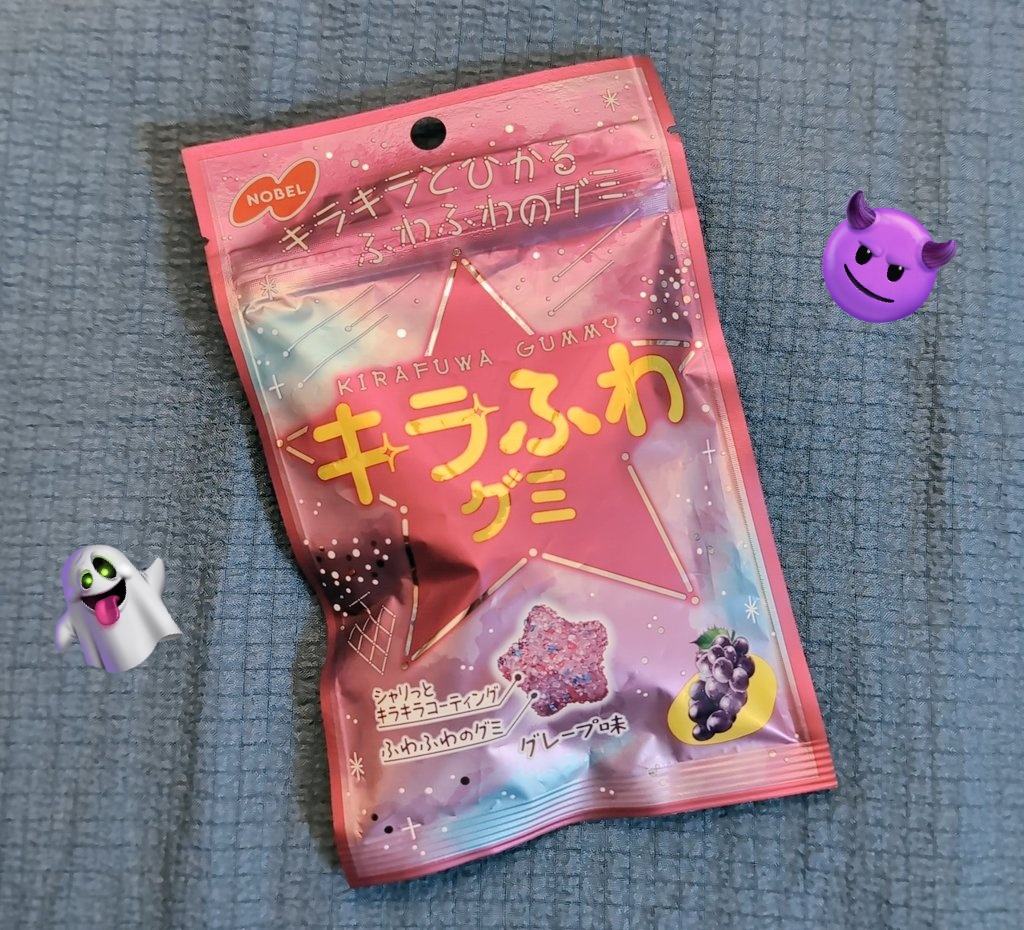 NOBEL
キラキラとひかる
ふわふわのグミ
KIRAFUWA GUMMY
キラふわ
グミ
シャリっと
キラキラコーティング
ふわふわのグミ
グレープ味